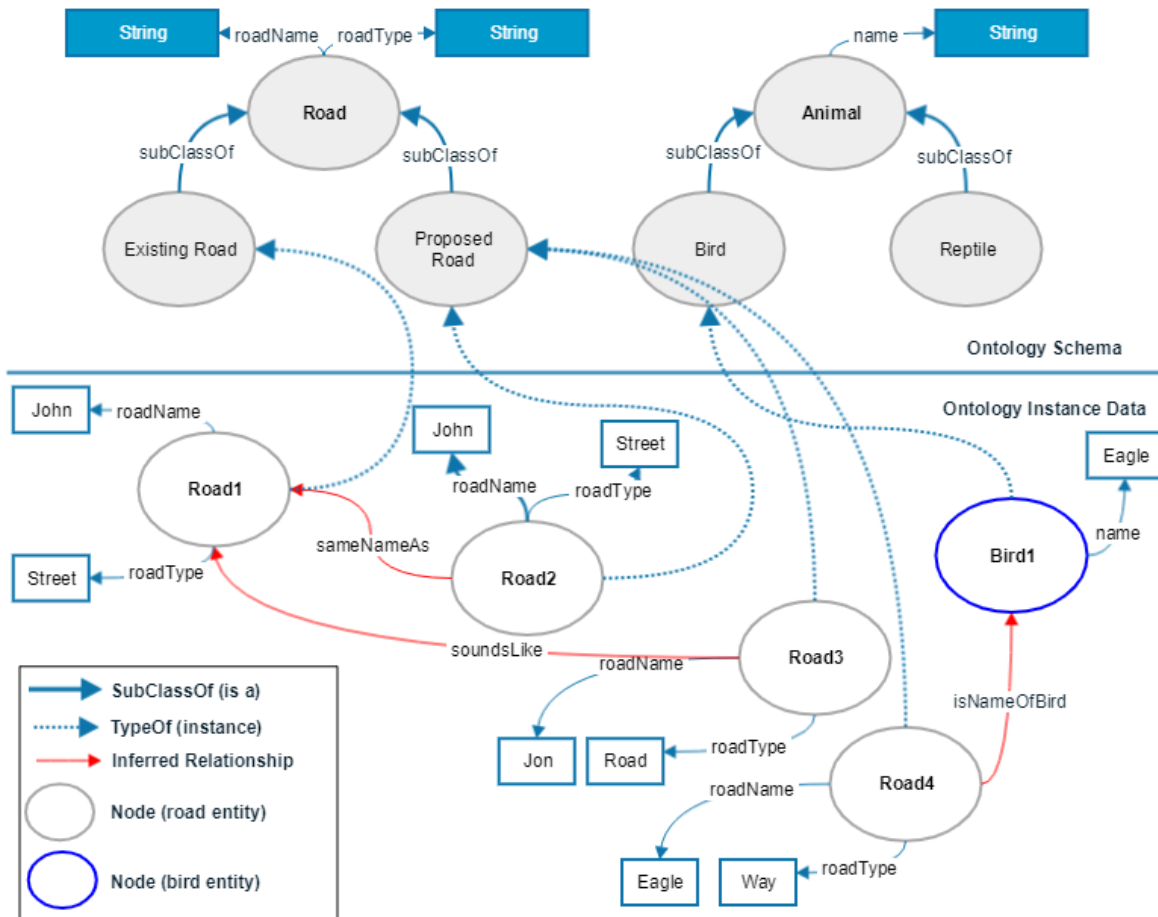 String
roadName
roadType
String
name
String
Road
Animal
subClassOf
subClassOf
subClassOf
subClassOf
Existing Road
Proposed
Road
Bird
Reptile
Ontology Schema
Ontology Instance Data
John
roadName
John
Street
Eagle
roadName
roadType
Road1
name
sameNameAs
Bird1
Street
roadType
Road2
soundsLike
roadName
Road3
isNameOfBird
SubClassOf (is a)
TypeOf (instance)
Inferred Relationship
Node (road entity)
Node (bird entity)
Jon
Road
roadType
Road4
roadName
Eagle
Way
roadType